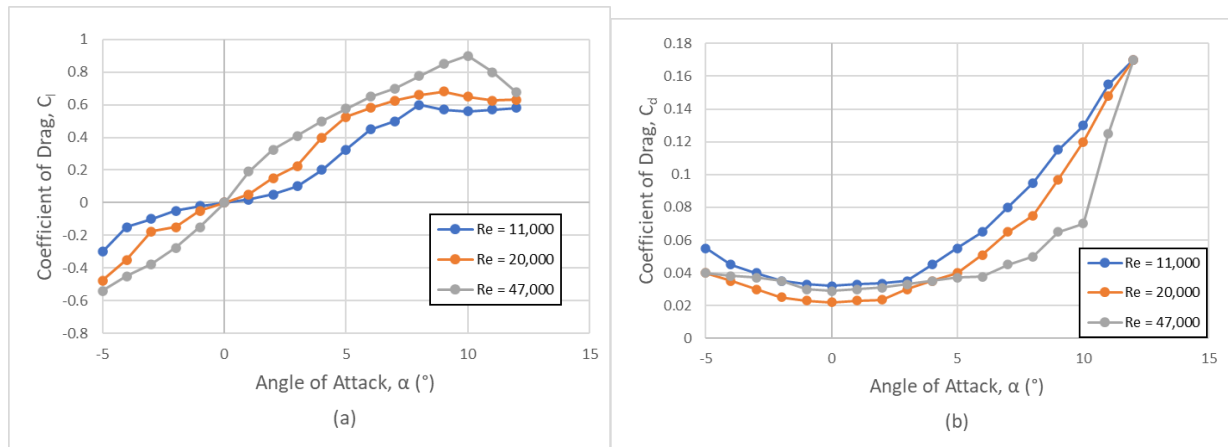 1
0.8
0.6
0.4
0.2
0
-0.2
-0.4
-0.6
-0.8
-5
0
5
10
15
Coefficient of Drag, Cl
Angle of Attack, α (°)
Re = 11,000
Re = 20,000
Re = 47,000
(a)
0.18
0.16
0.14
0.12
0.1
0.08
0.06
0.04
0.02
0
-5
0
5
10
15
Coefficient of Drag, Cd
Angle of Attack, α (°)
Re = 11,000
Re = 20,000
Re = 47,000
(b)